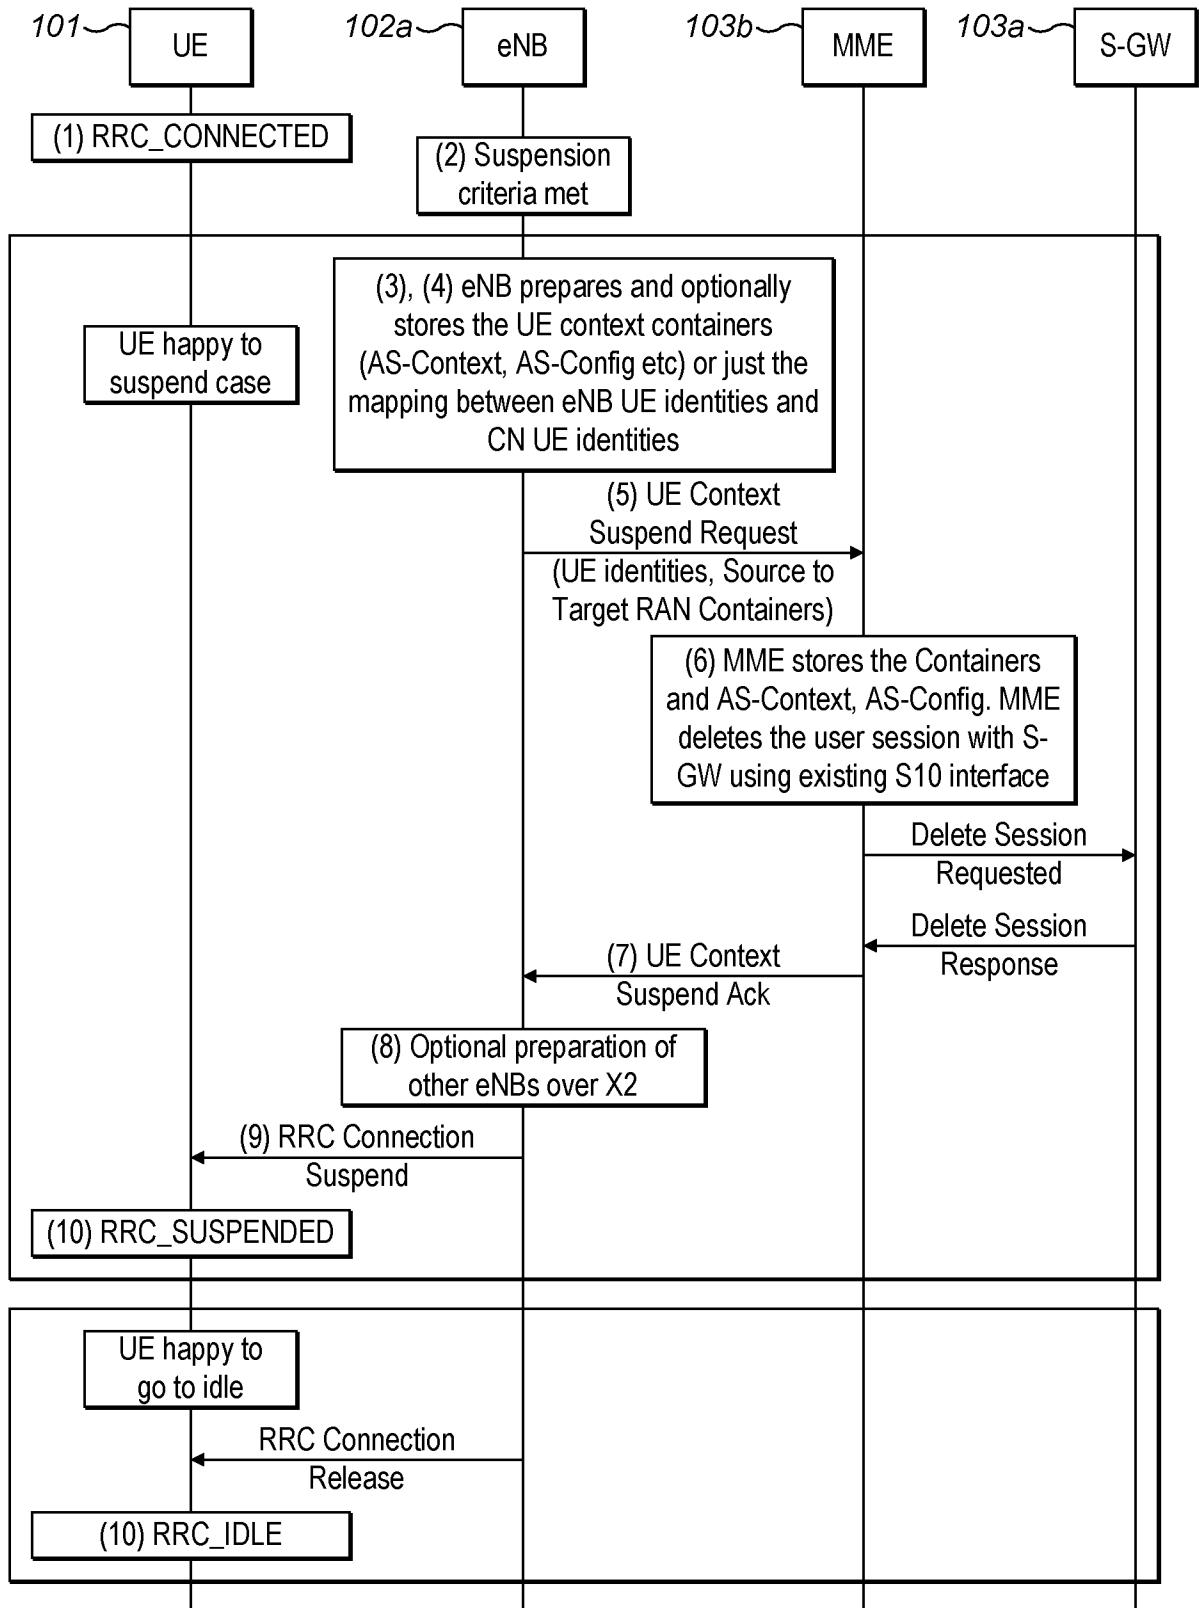 101
UE
102a
eNB
103b
MME
103a
S-GW
(1) RRC_CONNECTED
(2) Suspension
criteria met
(3), (4) eNB prepares and optionally
stores the UE context containers
(AS-Context, AS-Config etc) or just the
mapping between eNB UE identities and
CN UE identities
UE happy to
suspend case
(5) UE Context
Suspend Request
(UE identities, Source to
Target RAN Containers)
(6) MME stores the Containers
and AS-Context, AS-Config. MME
deletes the user session with S-
GW using existing S10 interface
Delete Session
Requested
Delete Session
Response
(7) UE Context
Suspend Ack
(8) Optional preparation of
other eNBs over X2
(9) RRC Connection
Suspend
(10) RRC_SUSPENDED
UE happy to
go to idle
RRC Connection
Release
(10) RRC_IDLE